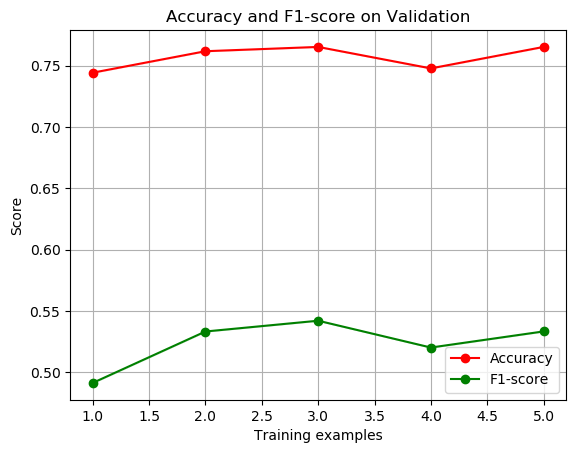 Accuracy and F1-score on Validation
0.75
0.70
0.65
0.60
0.55
0.50
Score
1.0 1.5 2.0 2.5 3.0 3.5 4.0 4.5 5.0
Training examples
Accuracy
F1-score